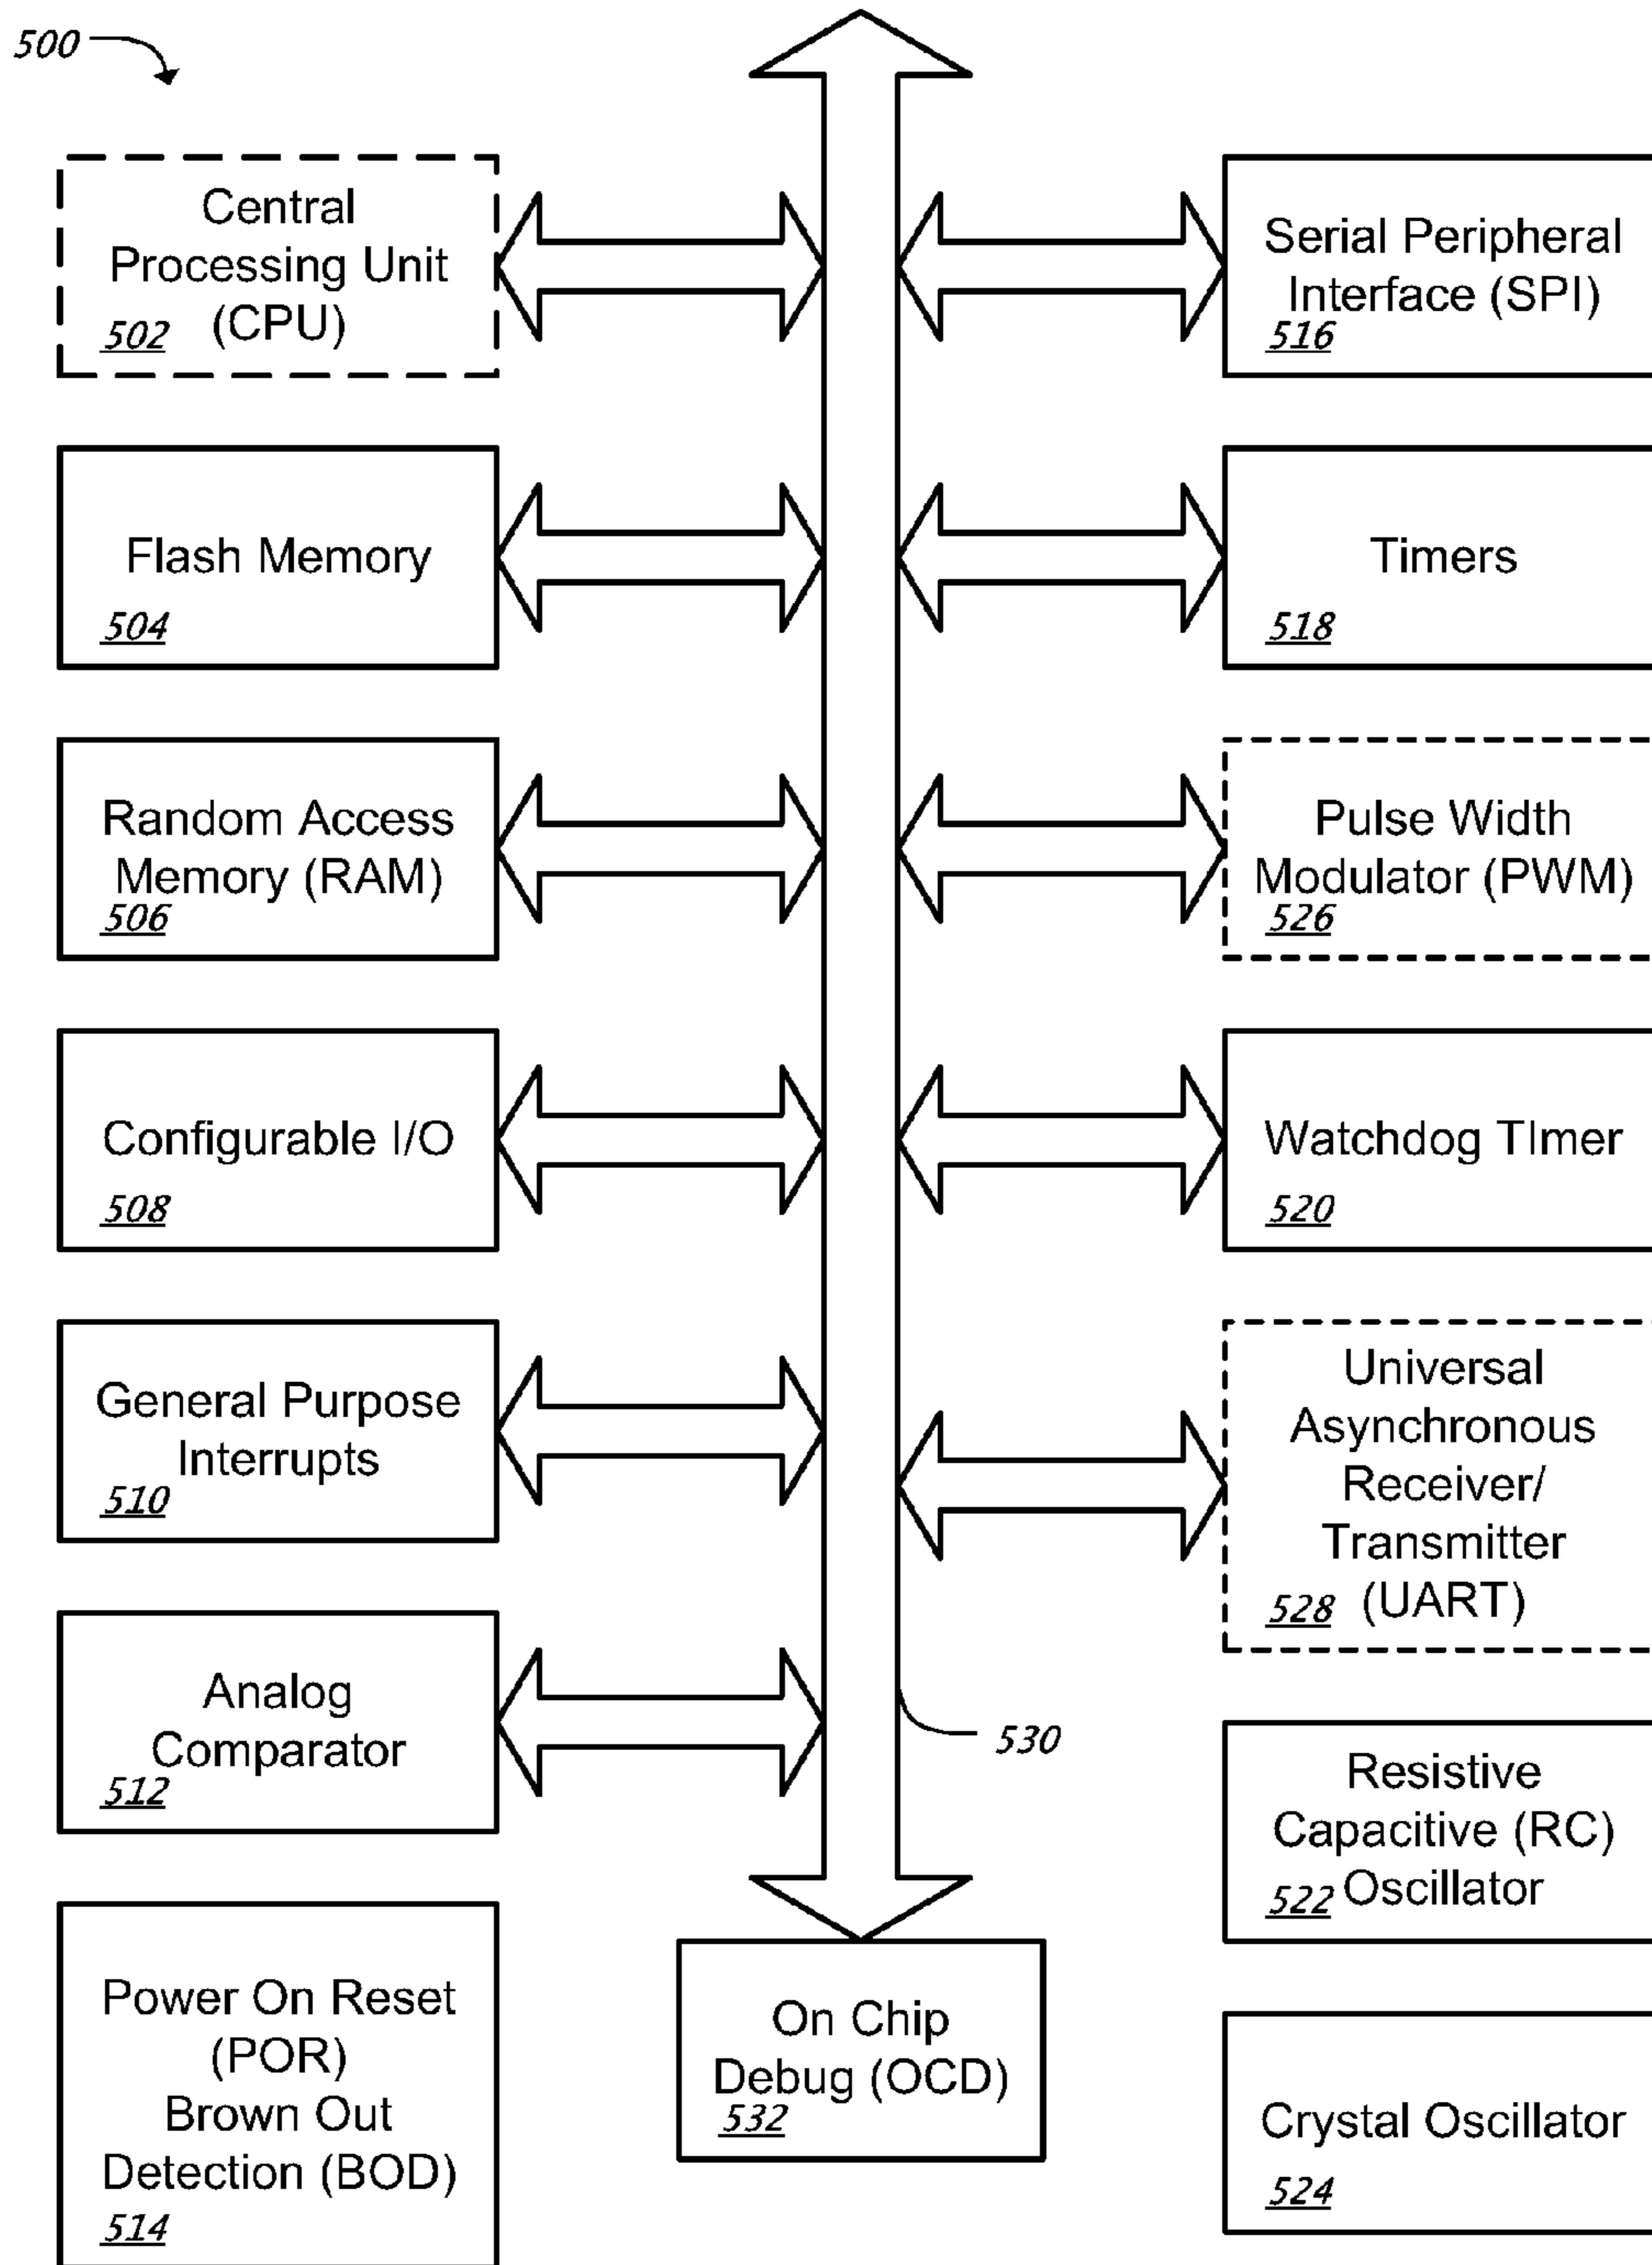 500
Central
Processing Unit
(CPU)
502
Flash Memory
504
Random Access
Memory (RAM)
506
Configurable I/O
508
General Purpose
Interrupts
510
Analog
Comparator
512
Power On Reset
(POR)
Brown Out
Detection (BOD)
514
Serial Peripheral
Interface (SPI)
516
Timers
518
Pulse Width
Modulator (PWM)
526
Watchdog TImer
520
Universal
Asynchronous
Receiver/
Transmitter
528 (UART)
530
Resistive
Capacitive (RC)
522 Oscillator
Crystal Oscillator
524
On Chip
Debug (OCD)
532